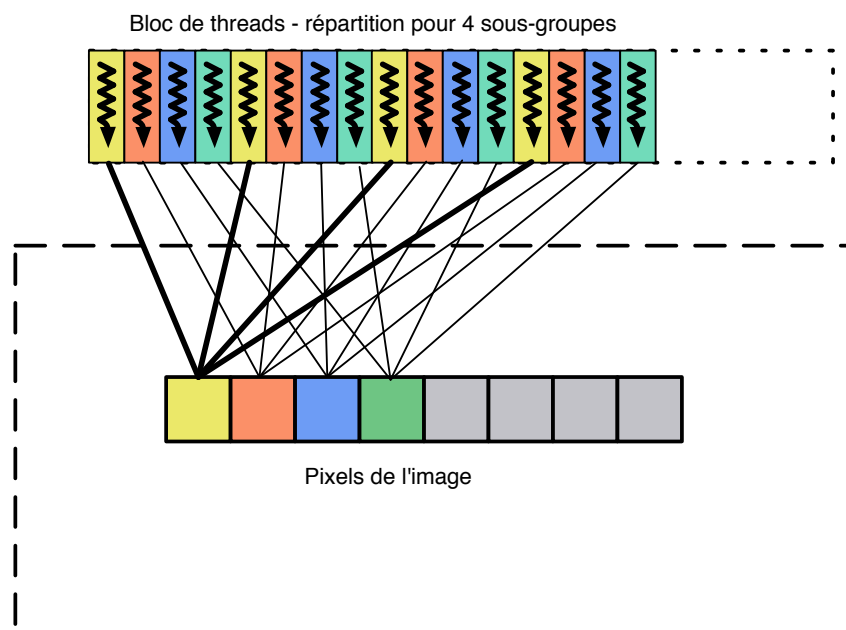 Bloc de threads - répartition pour 4 sous-groupes
Pixels de l'image